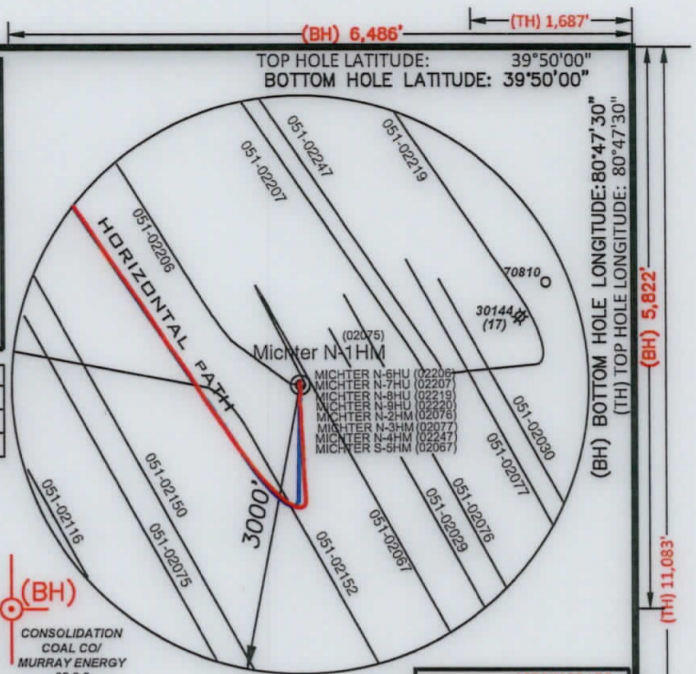 (BH) 6,486'
(TH) 1,687'
TOP HOLE LATITUDE: 39°50'00"
BOTTOM HOLE LATITUDE: 39°50'00"
(BH) BOTTOM HOLE LONGITUDE: 80°47'30"
(TH) TOP HOLE LONGITUDE: 80°47'30"
(BH) 5,822'
(TH) 11,083'
051-02247
051-02219
051-02207
051-02206
HORIZONTAL PATH
70810
30144
(17)
(02075)
Michter N-1HM
MICHTER N-6HU (02206)
MICHTER N-7HU (02207)
MICHTER N-8HU (02219)
MICHTER N-9HU (02220)
MICHTER N-2HM (02076)
MICHTER N-3HM (02077)
MICHTER N-4HM (02247)
MICHTER S-5HM (02067)
051-02030
051-02077
051-02076
051-02029
051-02067
051-02152
051-02150
051-02075
051-02116
3000'
(BH)
CONSOLIDATION
COAL CO/
MURRAY ENERGY